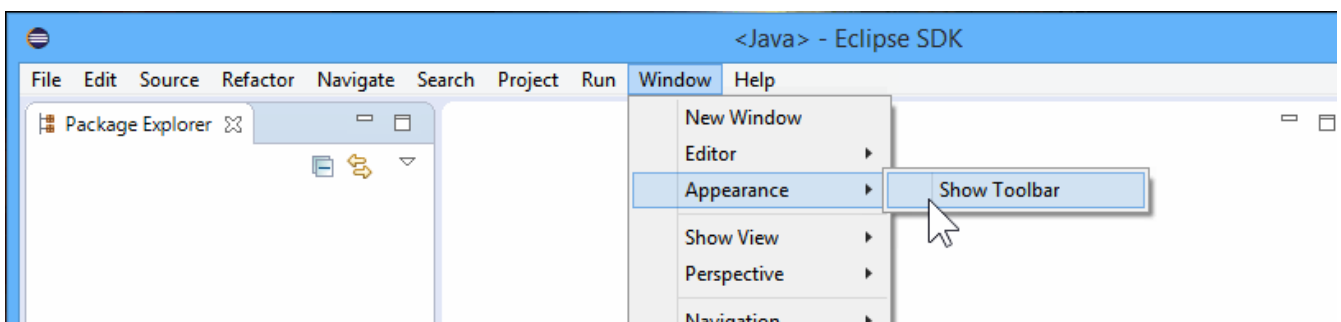 <Java> - Eclipse SDK
File Edit Source Refactor Navigate Search Project Run Window Help
Package Explorer
New Window
Editor
Appearance
Show Toolbar
Show View
Perspective
Navigation